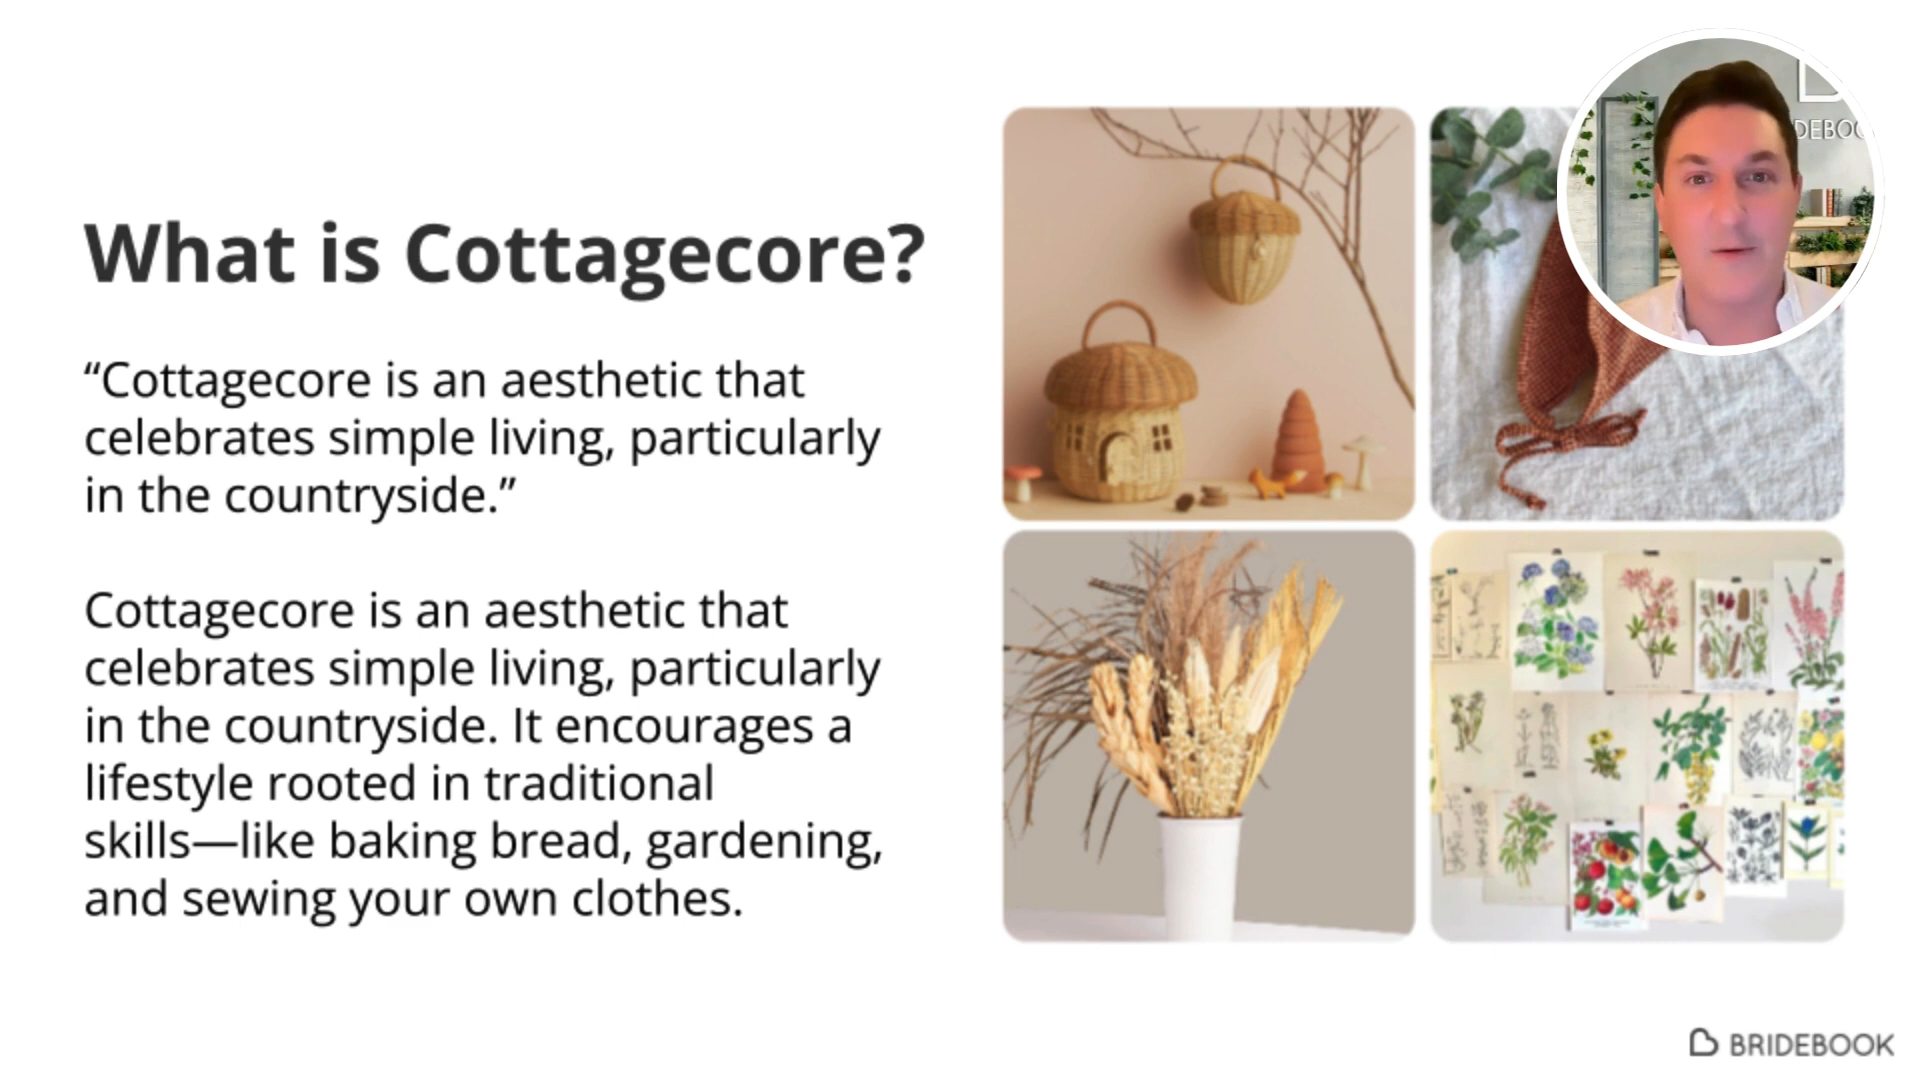 What is Cottagecore?
“Cottagecore is an aesthetic that
celebrates simple living, particularly
in the countryside.”
Cottagecore is an aesthetic that
celebrates simple living, particularly
in the countryside. It encourages a
lifestyle rooted in traditional
skills—like baking bread, gardening,
and sewing your own clothes.
DEBOO
BRIDEBOOK